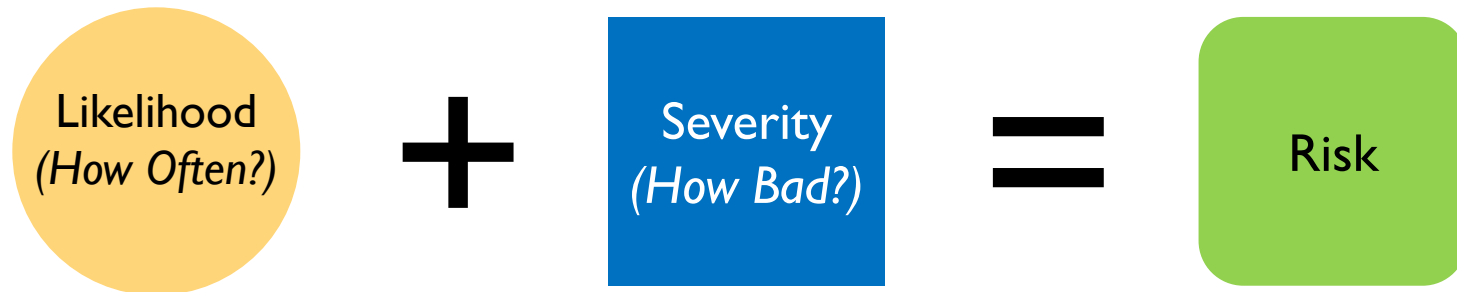 Likelihood
(How Often?)
+
Severity
(How Bad?)
=
Risk